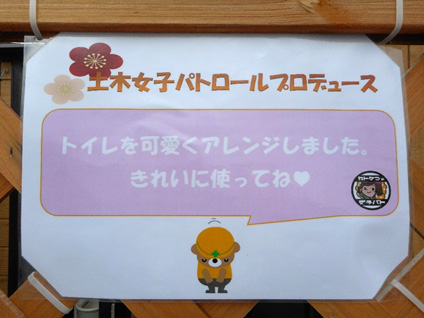 土木女子パトロールプロデュース
トイレを可愛くアレンジしました。
きれいに使ってね♥